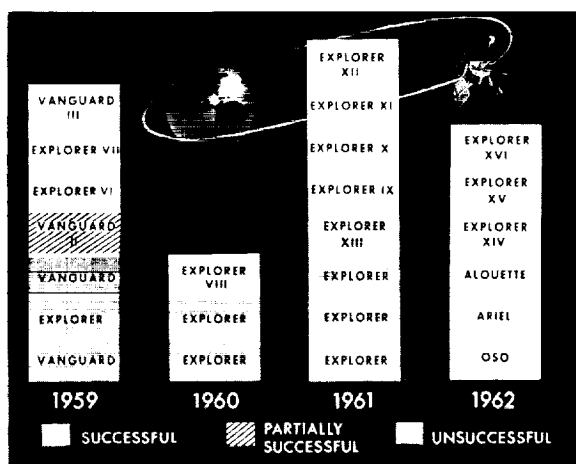 VANGUARD
III
EXPLORER VII
EXPLORER VI
VANGUARD
II
VANGUARD
EXPLORER
VANGUARD
EXPLORER
VIII
EXPLORER
EXPLORER
EXPLORER
XII
EXPLORER XI
EXPLORER X
EXPLORER IX
EXPLORER
XIII
EXPLORER
EXPLORER
EXPLORER
EXPLORER
XVI
EXPLORER
XV
EXPLORER
XIV
ALOUETTE
ARIEL
OSO
1959
1960
1961
1962
SUCCESSFUL
PARTIALLY
SUCCESSFUL
UNSUCCESSFUL